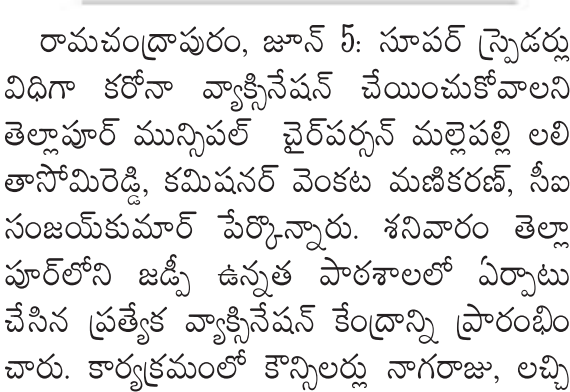 రామచంద్రాపురం, జూన్ 5: సూపర్ స్ప్రెడర్లు
విధిగా కరోనా వ్యాక్సినేషన్ చేయించుకోవాలని
తెల్లాపూర్ మున్సిపల్ చైర్‌పర్సన్ మల్లెపల్లి లలి
తాసోమిరెడ్డి, కమిషనర్ వెంకట మణికరణ్, సీఐ
సంజయ్‌కుమార్ పేర్కొన్నారు. శనివారం తెల్లా
పూర్‌లోని జడ్పీ ఉన్నత పాఠశాలలో ఏర్పాటు
చేసిన ప్రత్యేక వ్యాక్సినేషన్ కేంద్రాన్ని ప్రారంభిం
చారు. కార్యక్రమంలో కౌన్సిలర్లు నాగరాజు, లచ్చి